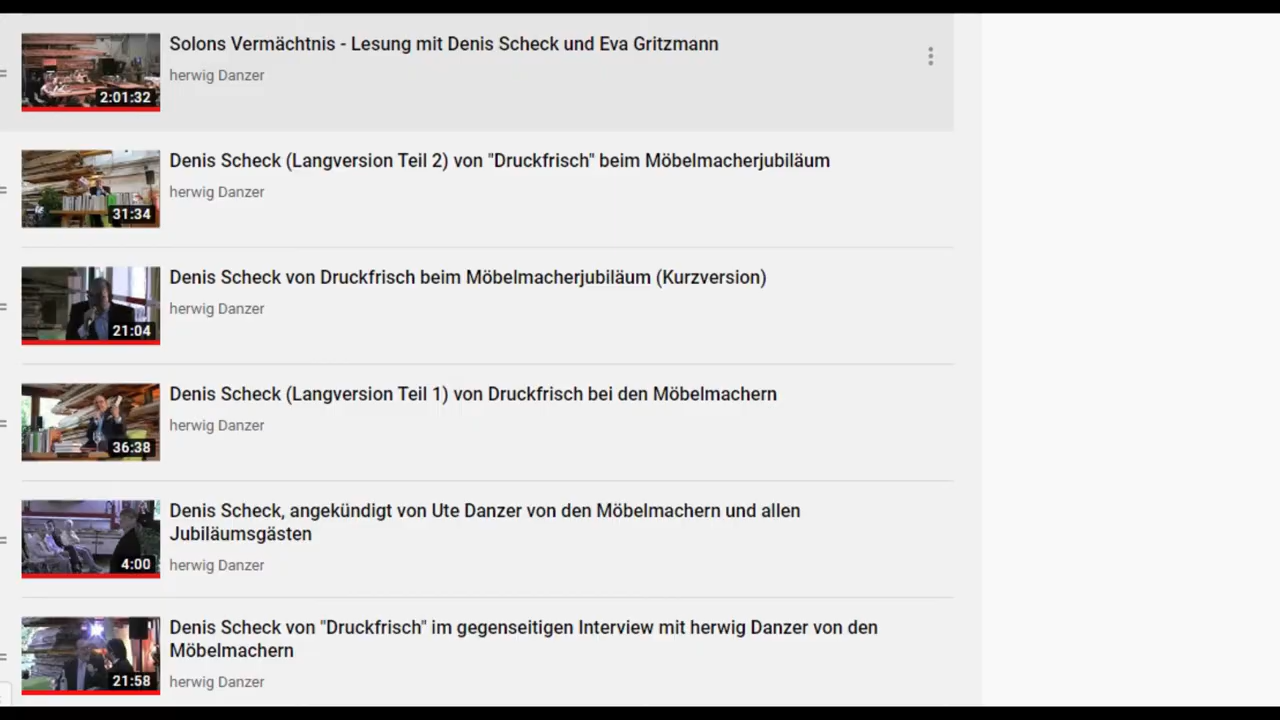 Solons Vermächtnis - Lesung mit Denis Scheck und Eva Gritzmann
herwig Danzer
2:01:32
Denis Scheck (Langversion Teil 2) von "Druckfrisch" beim Möbelmacherjubiläum
herwig Danzer
31:34
Denis Scheck von Druckfrisch beim Möbelmacherjubiläum (Kurzversion)
herwig Danzer
21:04
Denis Scheck (Langversion Teil 1) von Druckfrisch bei den Möbelmachern
herwig Danzer
36:38
Denis Scheck, angekündigt von Ute Danzer von den Möbelmachern und allen
Jubiläumsgästen
herwig Danzer
4:00
Denis Scheck von "Druckfrisch" im gegenseitigen Interview mit herwig Danzer von den
Möbelmachern
herwig Danzer
21:58